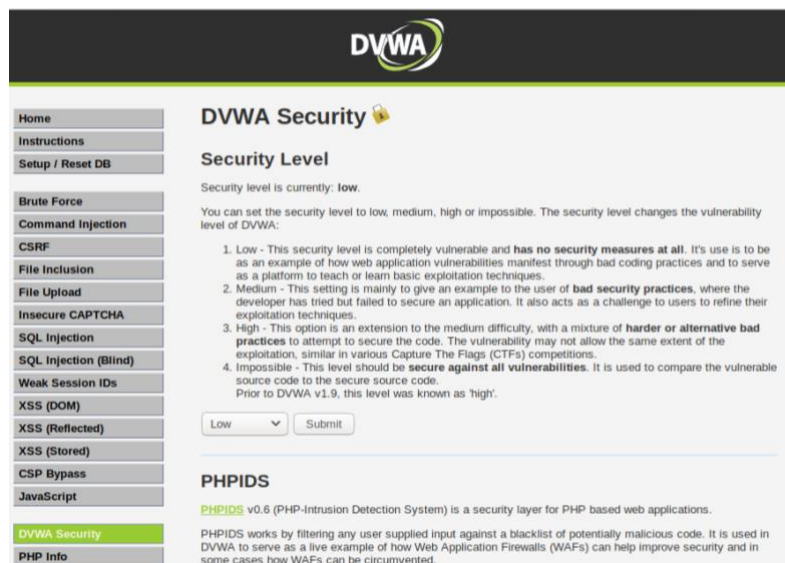 DVWA
Home
Instructions
Setup / Reset DB
Brute Force
Command Injection
CSRF
File Inclusion
File Upload
Insecure CAPTCHA
SQL Injection
SQL Injection (Blind)
Weak Session IDs
XSS (DOM)
XSS (Reflected)
XSS (Stored)
CSP Bypass
JavaScript
DVWA Security
PHP Info
DVWA Security
Security Level
Security level is currently: low.
You can set the security level to low, medium, high or impossible. The security level changes the vulnerability
level of DVWA:
1. Low - This security level is completely vulnerable and has no security measures at all. It's use is to be
as an example of how web application vulnerabilities manifest through bad coding practices and to serve
as a platform to teach or learn basic exploitation techniques.
2. Medium - This setting is mainly to give an example to the user of bad security practices, where the
developer has tried but failed to secure an application. It also acts as a challenge to users to refine their
exploitation techniques.
3. High - This option is an extension to the medium difficulty, with a mixture of harder or alternative bad
practices to attempt to secure the code. The vulnerability may not allow the same extent of the
exploitation, similar in various Capture The Flags (CTFs) competitions.
4. Impossible - This level should be secure against all vulnerabilities. It is used to compare the vulnerable
source code to the secure source code.
Prior to DVWA v1.9, this level was known as 'high'.
Low
Submit
PHPIDS
PHPIDS v0.6 (PHP-Intrusion Detection System) is a security layer for PHP based web applications.
PHPIDS works by filtering any user supplied input against a blacklist of potentially malicious code. It is used in
DVWA to serve as a live example of how Web Application Firewalls (WAFs) can help improve security and in
some cases how WAFs can be circumvented.